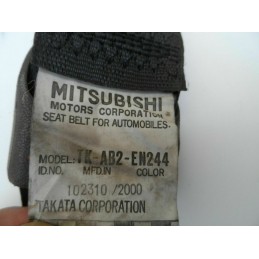 MITSUBISHI
MOTORS CORPORATION
SEAT BELT FOR AUTOMOBILES
MODEL: TK-AB2-EN244
ID.NO. MFD.IN COLOR
102310 /2000
TAKATA CORPORATION